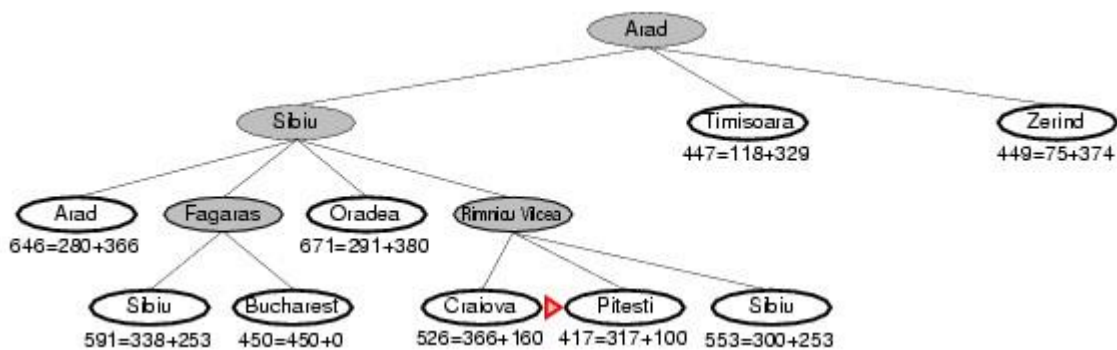 Arad
Sibiu Timisoara Zerind
447=118+329 449=75+374
Arad Fagaras Oradea Rimnicu Vilcea
646=280+366 671=291+380
Sibiu Bucharest Craiova Pitesti Sibiu
591=338+253 450=450+0 526=366+160 417=317+100 553=300+253